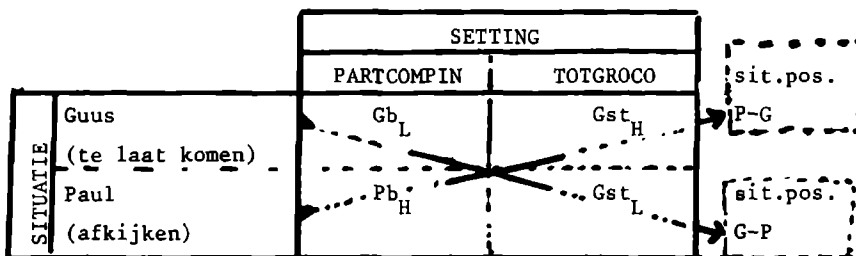 SETTING
PARTCOMPIN TOTGROCO sit.pos.
Guus Gb_L Gst_H P-G
(te laat komen)
SITUATIE
Paul Pb_H Gst_L sit.pos.
(afkijken) G-P